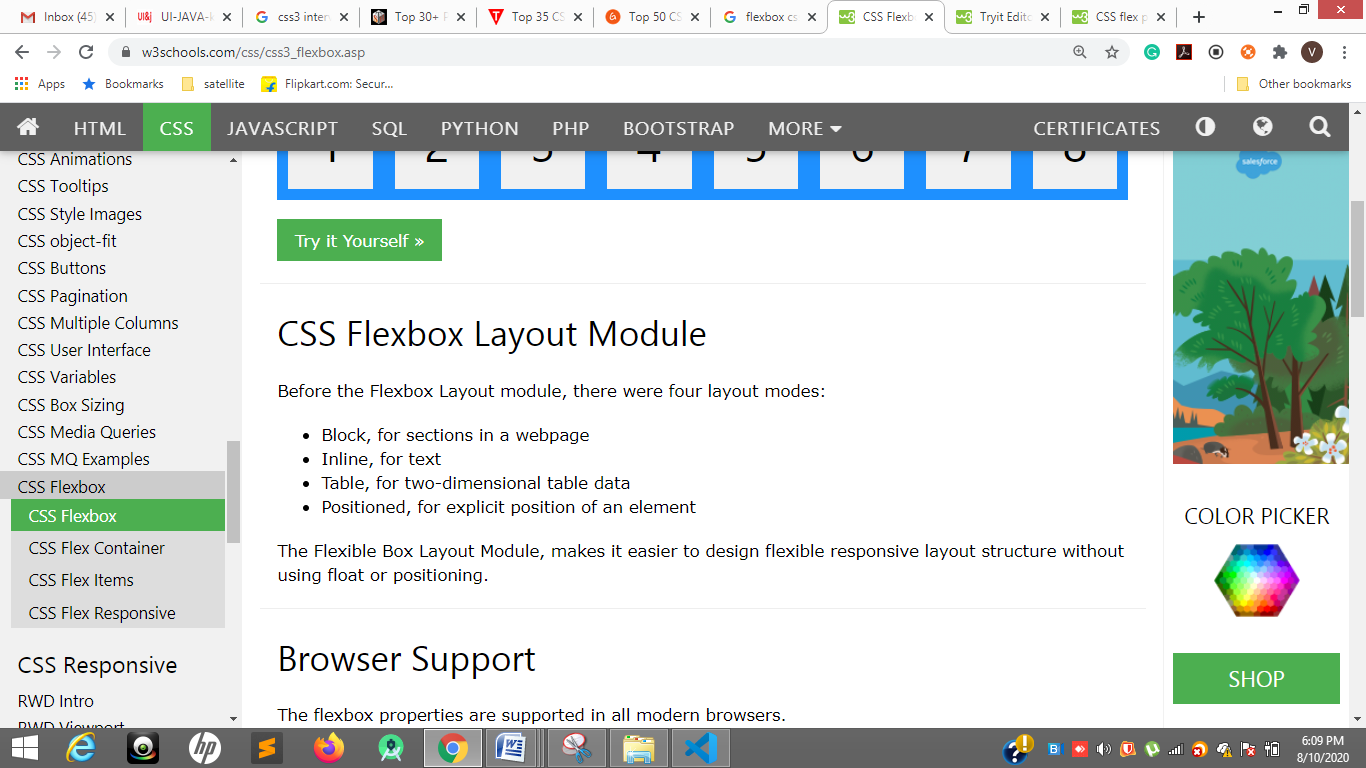 Inbox (45)
UI&J UI-JAVA-
css3 inter
Top 30+
Top 35 CS
Top 50 CS
flexbox cs
CSS Flexb
Tryit Edito
CSS flex p
w3schools.com/css/css3_flexbox.asp
V
Apps Bookmarks satellite Flipkart.com: Secur...
Other bookmarks
HTML CSS JAVASCRIPT SQL PYTHON PHP BOOTSTRAP MORE CERTIFICATES
CSS Animations
CSS Tooltips
CSS Style Images
CSS object-fit
CSS Buttons
CSS Pagination
CSS Multiple Columns
CSS User Interface
CSS Variables
CSS Box Sizing
CSS Media Queries
CSS MQ Examples
CSS Flexbox
CSS Flexbox
CSS Flex Container
CSS Flex Items
CSS Flex Responsive
CSS Responsive
RWD Intro
RWD Viewport
1 2 3 4 5 6 7 8
Try it Yourself »
CSS Flexbox Layout Module
Before the Flexbox Layout module, there were four layout modes:
• Block, for sections in a webpage
• Inline, for text
• Table, for two-dimensional table data
• Positioned, for explicit position of an element
The Flexible Box Layout Module, makes it easier to design flexible responsive layout structure without
using float or positioning.
Browser Support
The flexbox properties are supported in all modern browsers.
salesforce
COLOR PICKER
SHOP
6:09 PM
8/10/2020